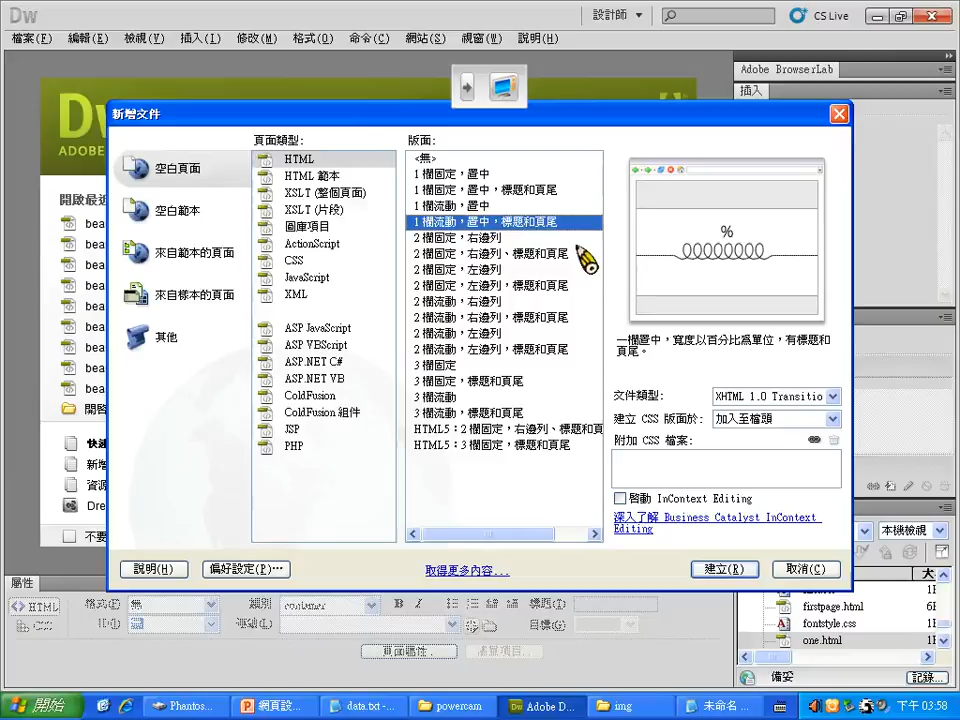 Dw
設計師
CS Live
檔案(F) 編輯(E) 檢視(V) 插入(I) 修改(M) 格式(O) 命令(C) 網站(S) 視窗(W) 說明(H)
Adobe BrowserLab
插入
Dw
ADOBE
開啟最近
bea
bea
bea
bea
bea
bea
bea
bea
bea
開啟
快速
新增
資源
Dre
不要
新增文件
空白頁面
空白範本
來自範本的頁面
來自樣本的頁面
其他
頁面類型:
HTML
HTML 範本
XSLT (整個頁面)
XSLT (片段)
圖庫項目
ActionScript
CSS
JavaScript
XML
ASP JavaScript
ASP VBScript
ASP.NET C#
ASP.NET VB
ColdFusion
ColdFusion 組件
JSP
PHP
版面:
<無>
1 欄固定，置中
1 欄固定，置中，標題和頁尾
1 欄流動，置中
1 欄流動，置中，標題和頁尾
2 欄固定，右邊列
2 欄固定，右邊列、標題和頁尾
2 欄固定，左邊列
2 欄固定，左邊列，標題和頁尾
2 欄流動，右邊列
2 欄流動，右邊列，標題和頁尾
2 欄流動，左邊列
2 欄流動，左邊列，標題和頁尾
3 欄固定
3 欄固定，標題和頁尾
3 欄流動
3 欄流動，標題和頁尾
HTML5：2 欄固定，右邊列、標題和頁
HTML5：3 欄固定，標題和頁尾
%
一欄置中，寬度以百分比為單位，有標題和
頁尾。
文件類型: XHTML 1.0 Transitio
建立 CSS 版面於: 加入至檔頭
附加 CSS 檔案:
啟動 InContext Editing
深入了解 Business Catalyst InContext
Editing
說明(H) 偏好設定(P)… 取得更多內容... 建立(R) 取消(C)
本機檢視
大
firstpage.html 6
fontstyle.css
one.html
備妥 記錄...
屬性
HTML 格式(F) 無 類別 container B I 標題(T)
CSS ID(I) 連結(L) 目標(G)
頁面屬性...
開始 Phantos... 網頁設... data.txt -... powercam Adobe D... img 未命名 ... 下午 03:58